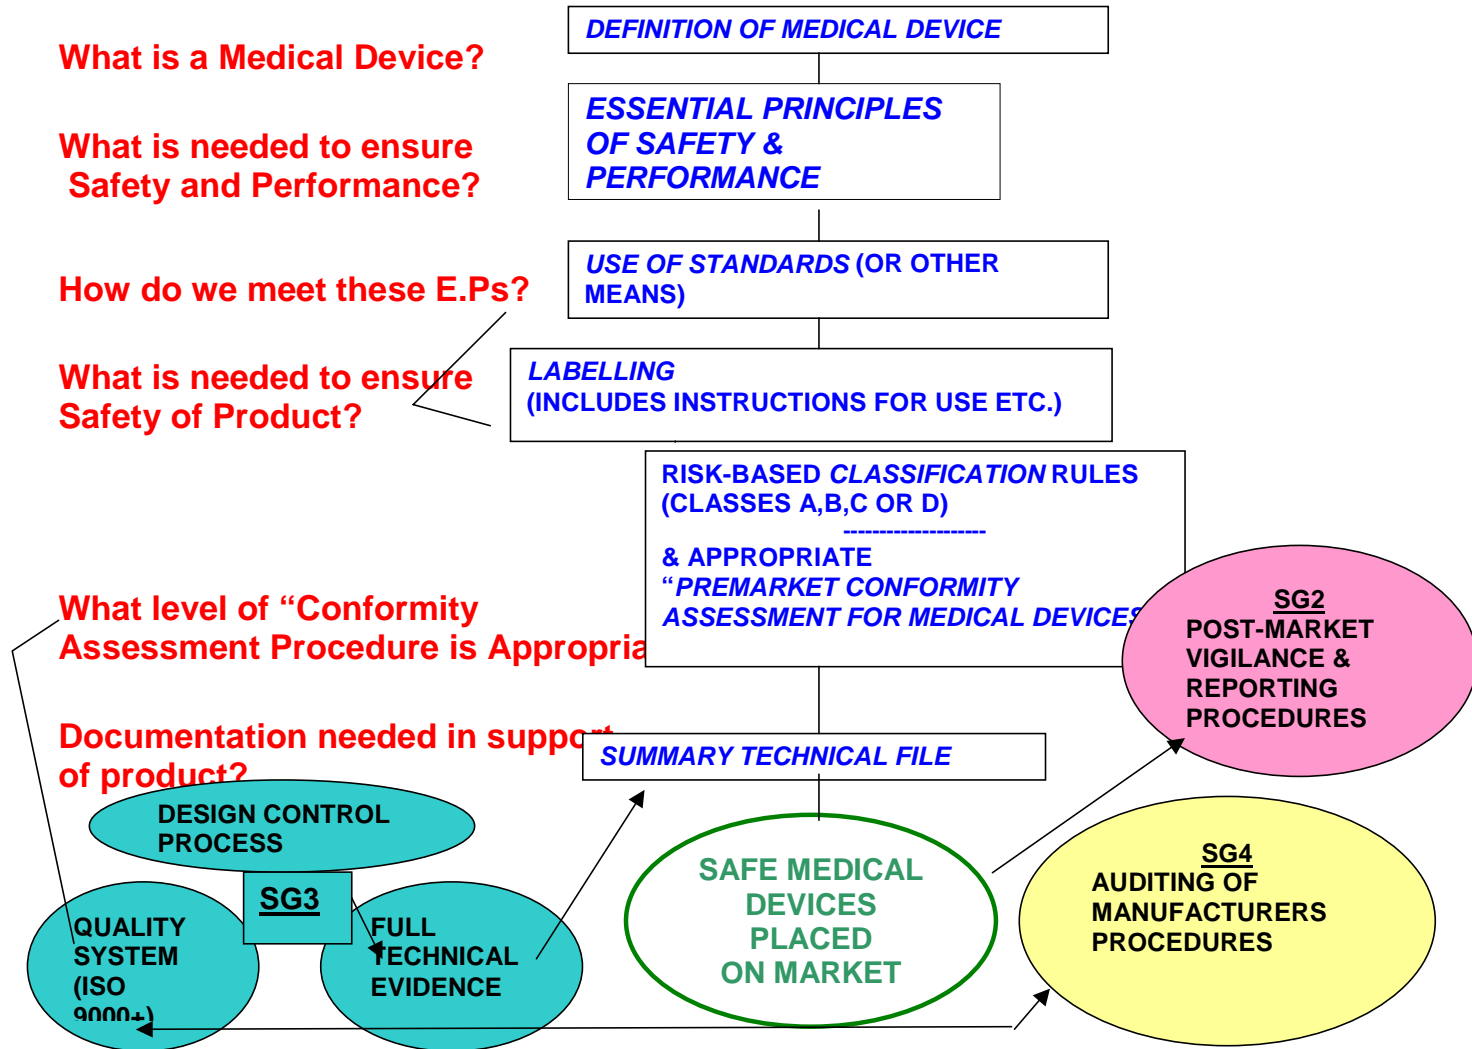 DEFINITION OF MEDICAL DEVICE
What is a Medical Device?
ESSENTIAL PRINCIPLES
OF SAFETY &
PERFORMANCE
What is needed to ensure
Safety and Performance?
USE OF STANDARDS (OR OTHER
MEANS)
How do we meet these E.Ps?
What is needed to ensure
Safety of Product?
LABELLING
(INCLUDES INSTRUCTIONS FOR USE ETC.)
RISK-BASED CLASSIFICATION RULES
(CLASSES A,B,C OR D)
--------------------
& APPROPRIATE
“PREMARKET CONFORMITY
ASSESSMENT FOR MEDICAL DEVICES
What level of “Conformity
Assessment Procedure is Appropria
SG2
POST-MARKET
VIGILANCE &
REPORTING
PROCEDURES
Documentation needed in support
of product?
SUMMARY TECHNICAL FILE
DESIGN CONTROL
PROCESS
SG3
QUALITY
SYSTEM
(ISO
9000+)
FULL
TECHNICAL
EVIDENCE
SAFE MEDICAL
DEVICES
PLACED
ON MARKET
SG4
AUDITING OF
MANUFACTURERS
PROCEDURES